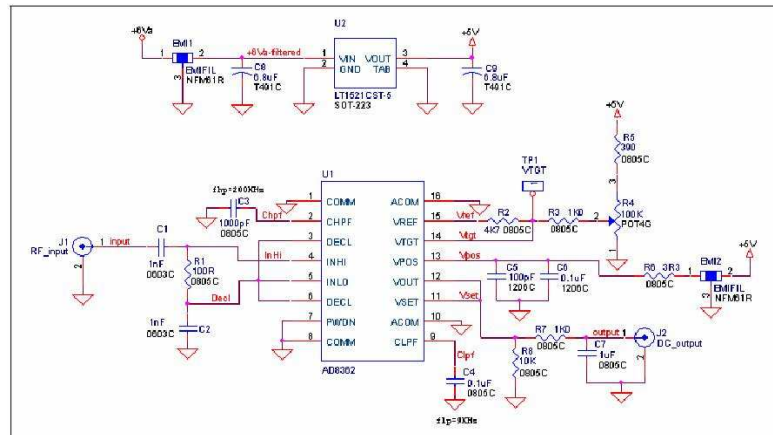 U2
+6Va
EMI1
1
2
+6Va-filtered
1
VIN
VOUT
3
+5V
2
GND
TAB
4
3
EMIFIL
NFM61R
C8
6.8uF
T491C
LT1521CST-5
SOT-223
C9
6.8uF
T491C
+5V
R5
390
0805C
TP1
VTGT
U1
fhp=200KHz
C3
1000pF
0805C
Chpf
1
COMM
ACOM
16
2
CHPF
VREF
15
Vref
R2
4K7 0805C
R3 1K0
0805C
2
3
R4
100K
POT4G
1
3
DECL
VTGT
14
Vtgt
J1
RF_input
1
2
input
C1
1nF
0603C
InHi
4
INHI
VPOS
13
Vpos
R1
100R
0805C
Decl
5
INLO
VOUT
12
C5
100pF
1206C
C6
0.1uF
1206C
R6 3R3
0805C
EMI2
1
2
+5V
3
EMIFIL
NFM61R
6
DECL
VSET
11
Vset
1nF
0603C
C2
7
PWDN
ACOM
10
8
COMM
CLPF
9
Clpf
R7 1K0
0805C
output
1
J2
DC_output
2
R8
10K
0805C
C7
1uF
0805C
AD8362
C4
0.1uF
0805C
flp=9KHz